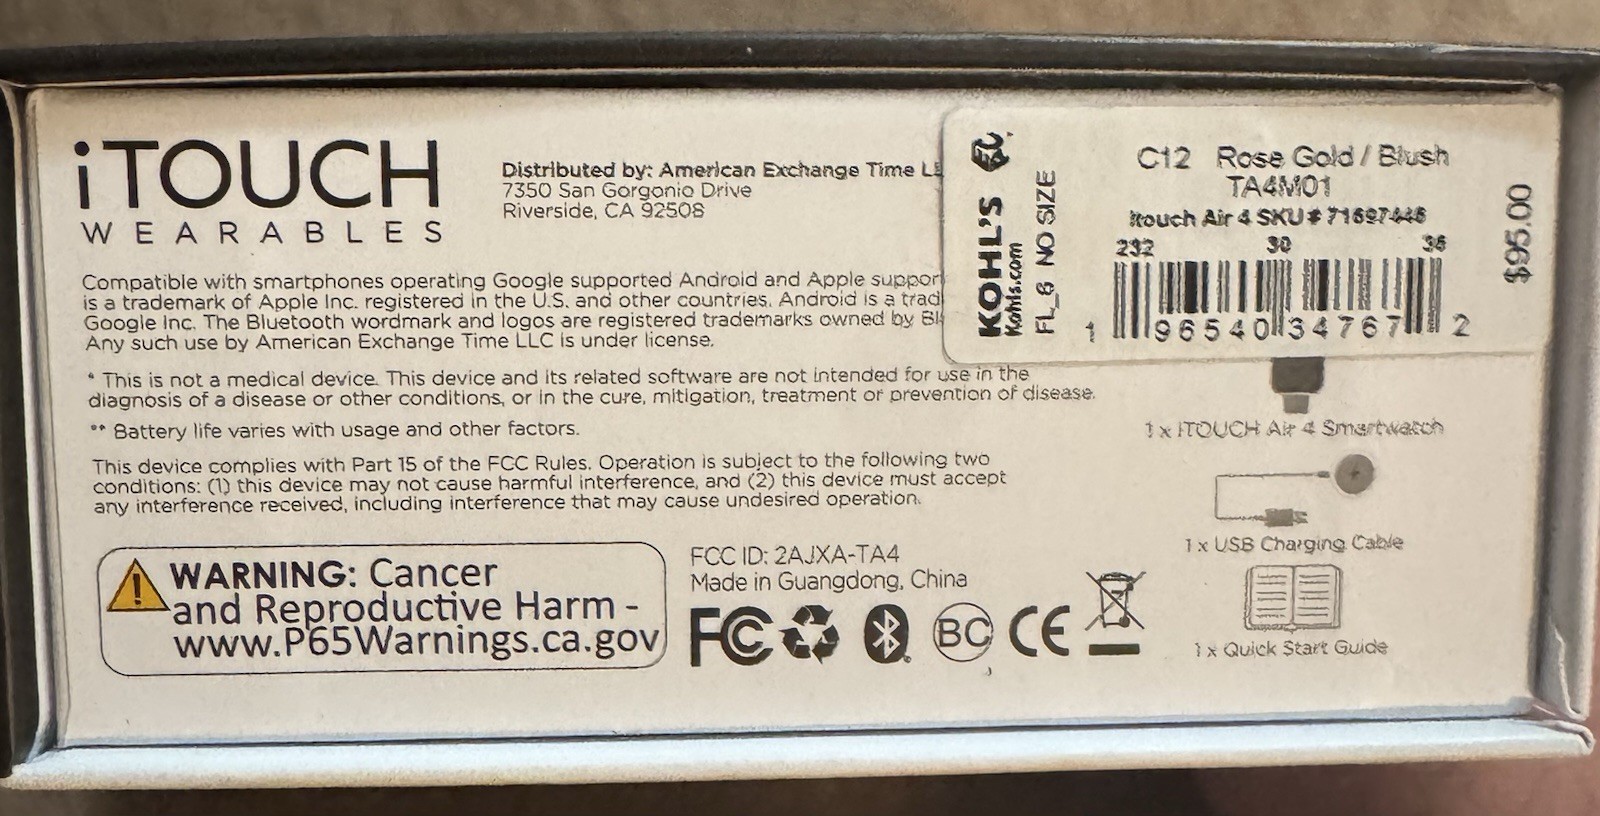 iTOUCH
WEARABLES
Distributed by: American Exchange Time
7350 San Gorgonio Drive
Riverside, CA 92508
Compatible with smartphones operating Google supported Android and Apple suppor
is a trademark of Apple Inc. registered in the U.S. and other countries. Android is a trad
Google Inc. The Bluetooth wordmark and logos are registered trademarks owned by
Any such use by American Exchange Time LLC is under license.
* This is not a medical device. This device and its related software are not intended for use in the
diagnosis of a disease or other conditions, or in the cure, mitigation, treatment or prevention of disease.
** Battery life varies with usage and other factors.
This device complies with Part 15 of the FCC Rules. Operation is subject to the following two
conditions: (1) this device may not cause harmful interference, and (2) this device must accept
any interference received, including interference that may cause undesired operation.
WARNING: Cancer
and Reproductive Harm -
www.P65Warnings.ca.gov
FCC ID: 2AJXA-TA4
Made in Guangdong, China
FC BC CE
KOHL'S
Kohls.com
FL_8 NO SIZE
C12 Rose Gold / Blush
TA4M01
Itouch Air 4 SKU# 71697446
232 30 36
1 96540 34767 2
$95.00
1 x ITOUCH Air 4 Smartwatch
1 x USB Charging Cable
1 x Quick Start Guide